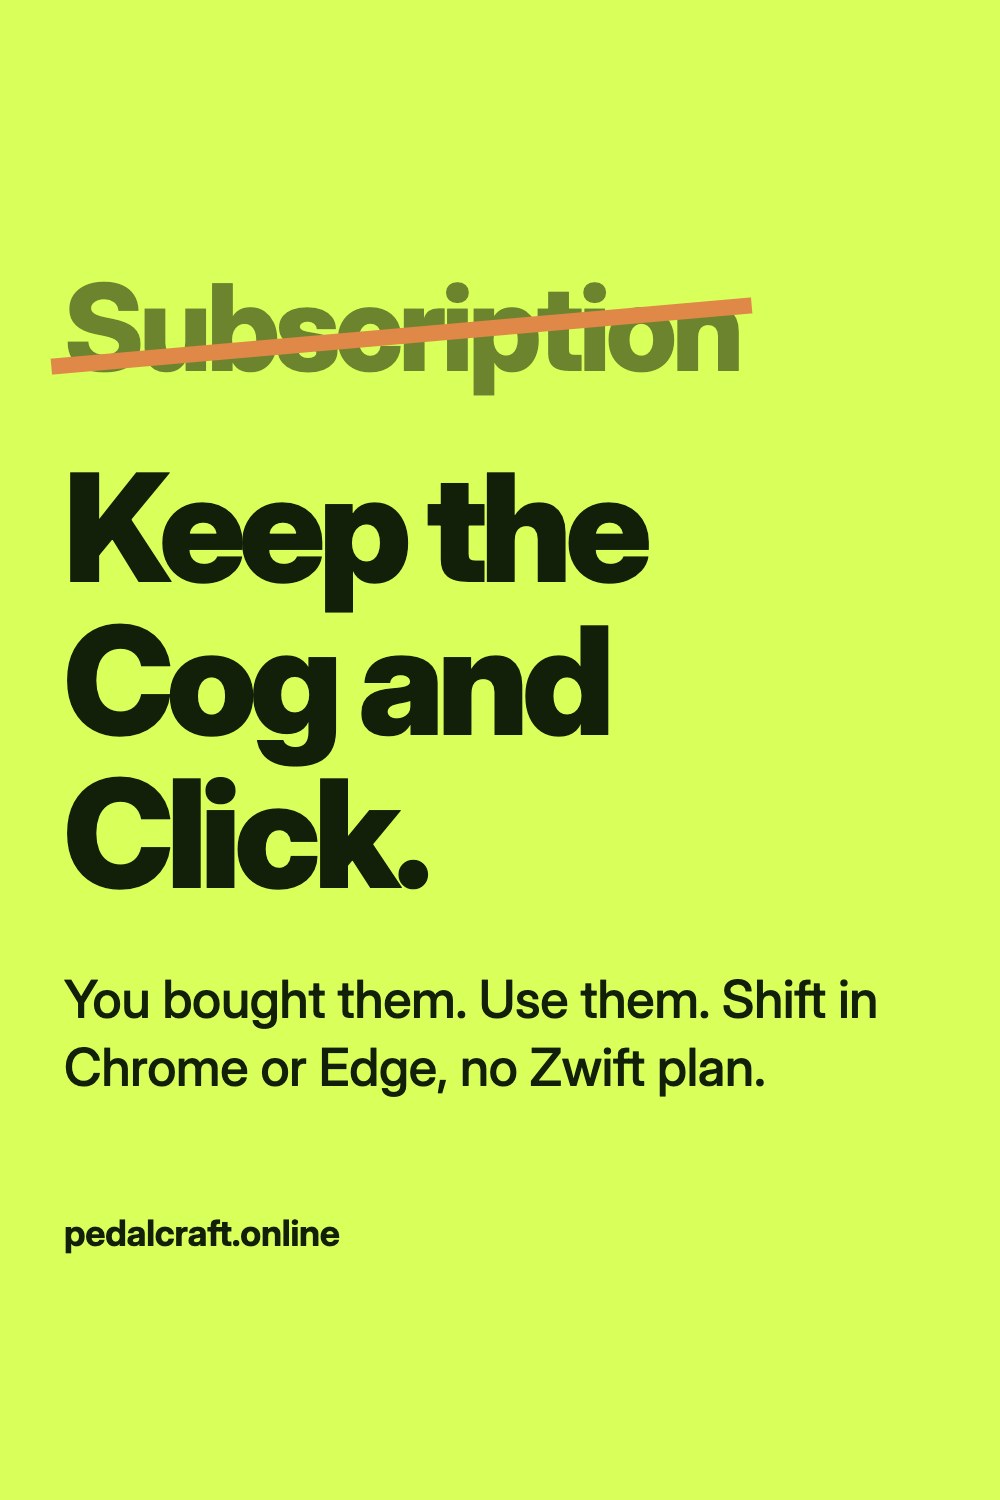 Subscription
Keep the
Cog and
Click.
You bought them. Use them. Shift in
Chrome or Edge, no Zwift plan.
pedalcraft.online